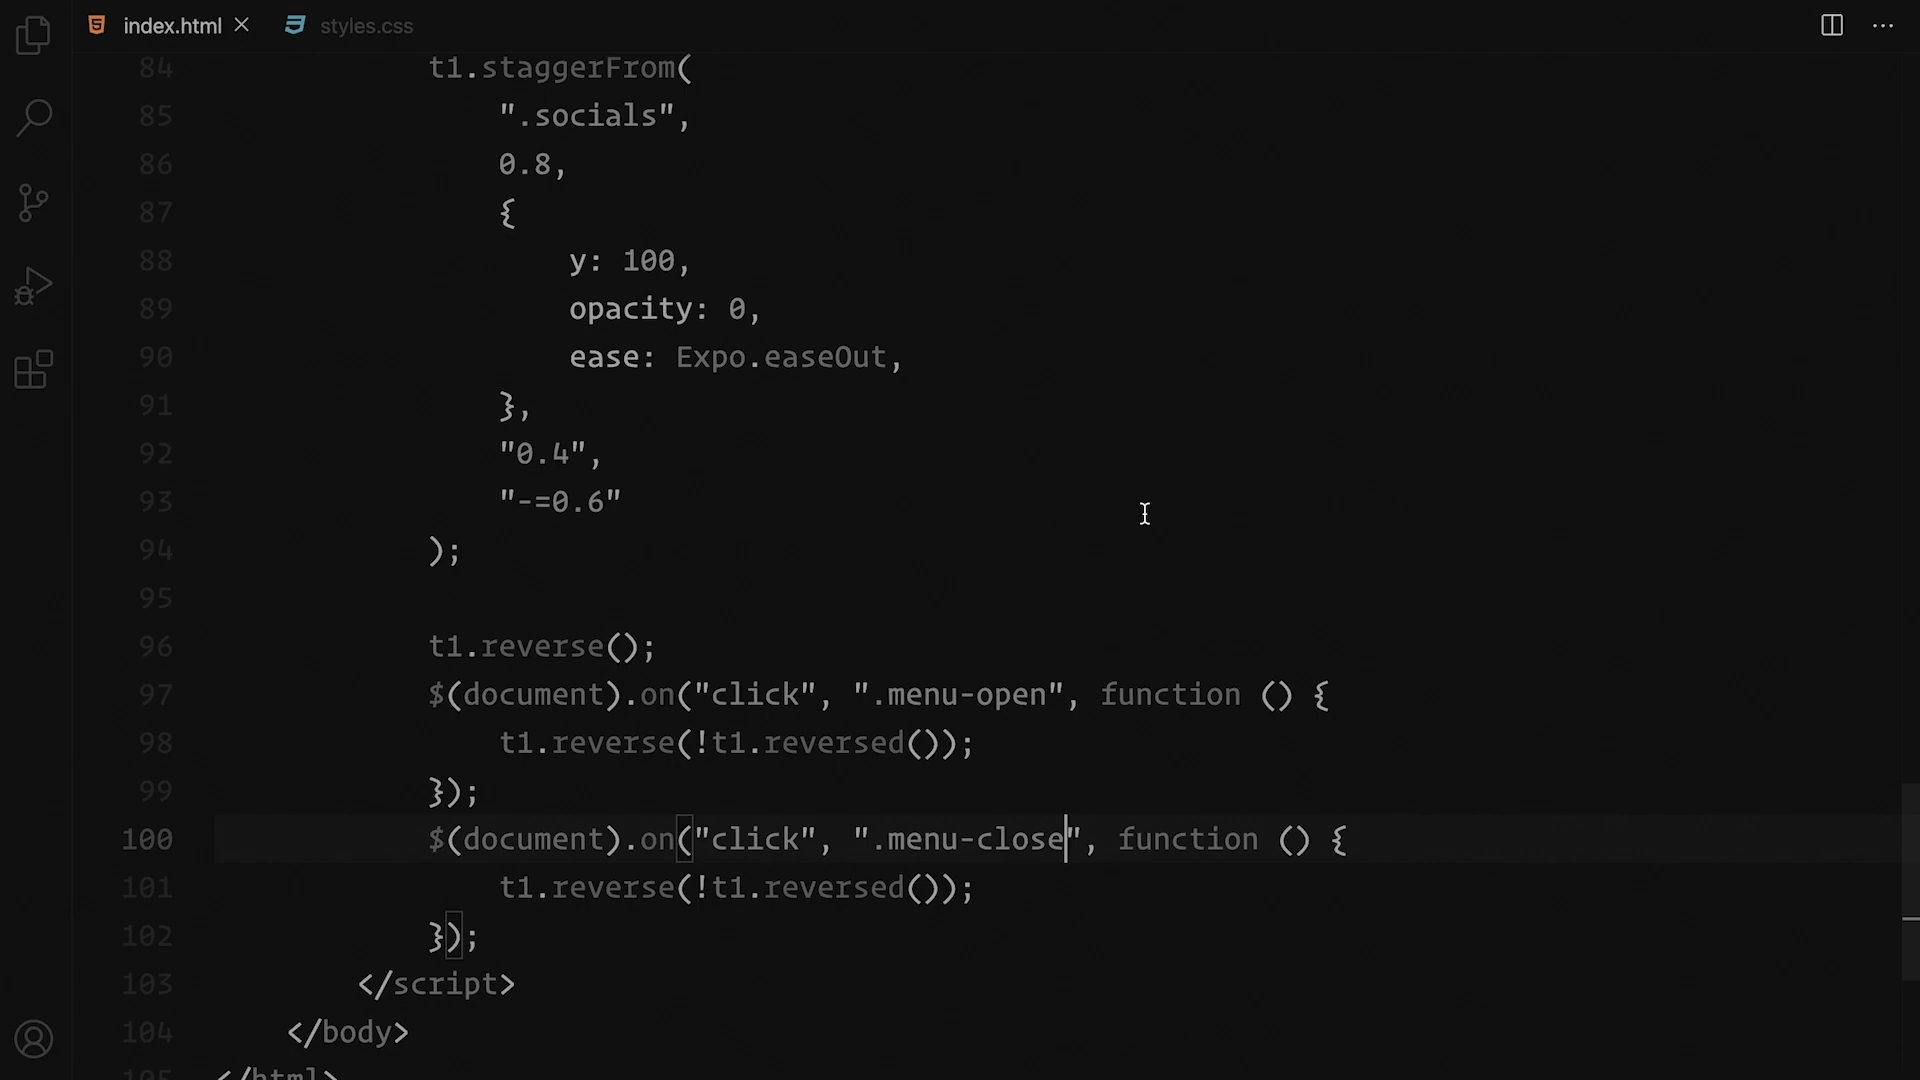 index.html
styles.css
84 t1.staggerFrom(
85 ".socials",
86 0.8,
87 {
88 y: 100,
89 opacity: 0,
90 ease: Expo.easeOut,
91 },
92 "0.4",
93 "-=0.6"
94 );
95
96 t1.reverse();
97 $(document).on("click", ".menu-open", function () {
98 t1.reverse(!t1.reversed());
99 });
100 $(document).on("click", ".menu-close", function () {
101 t1.reverse(!t1.reversed());
102 });
103 </script>
104 </body>
105 </html>